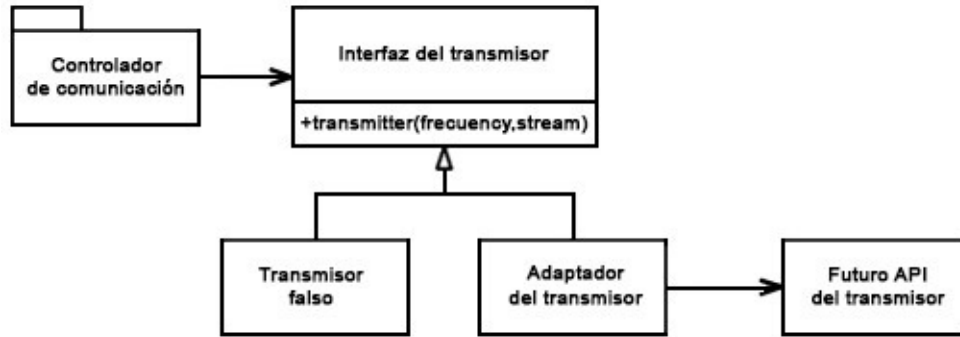 Controlador
de comunicación
Interfaz del transmisor
+transmitter(frecuency,stream)
Transmisor
falso
Adaptador
del transmisor
Futuro API
del transmisor